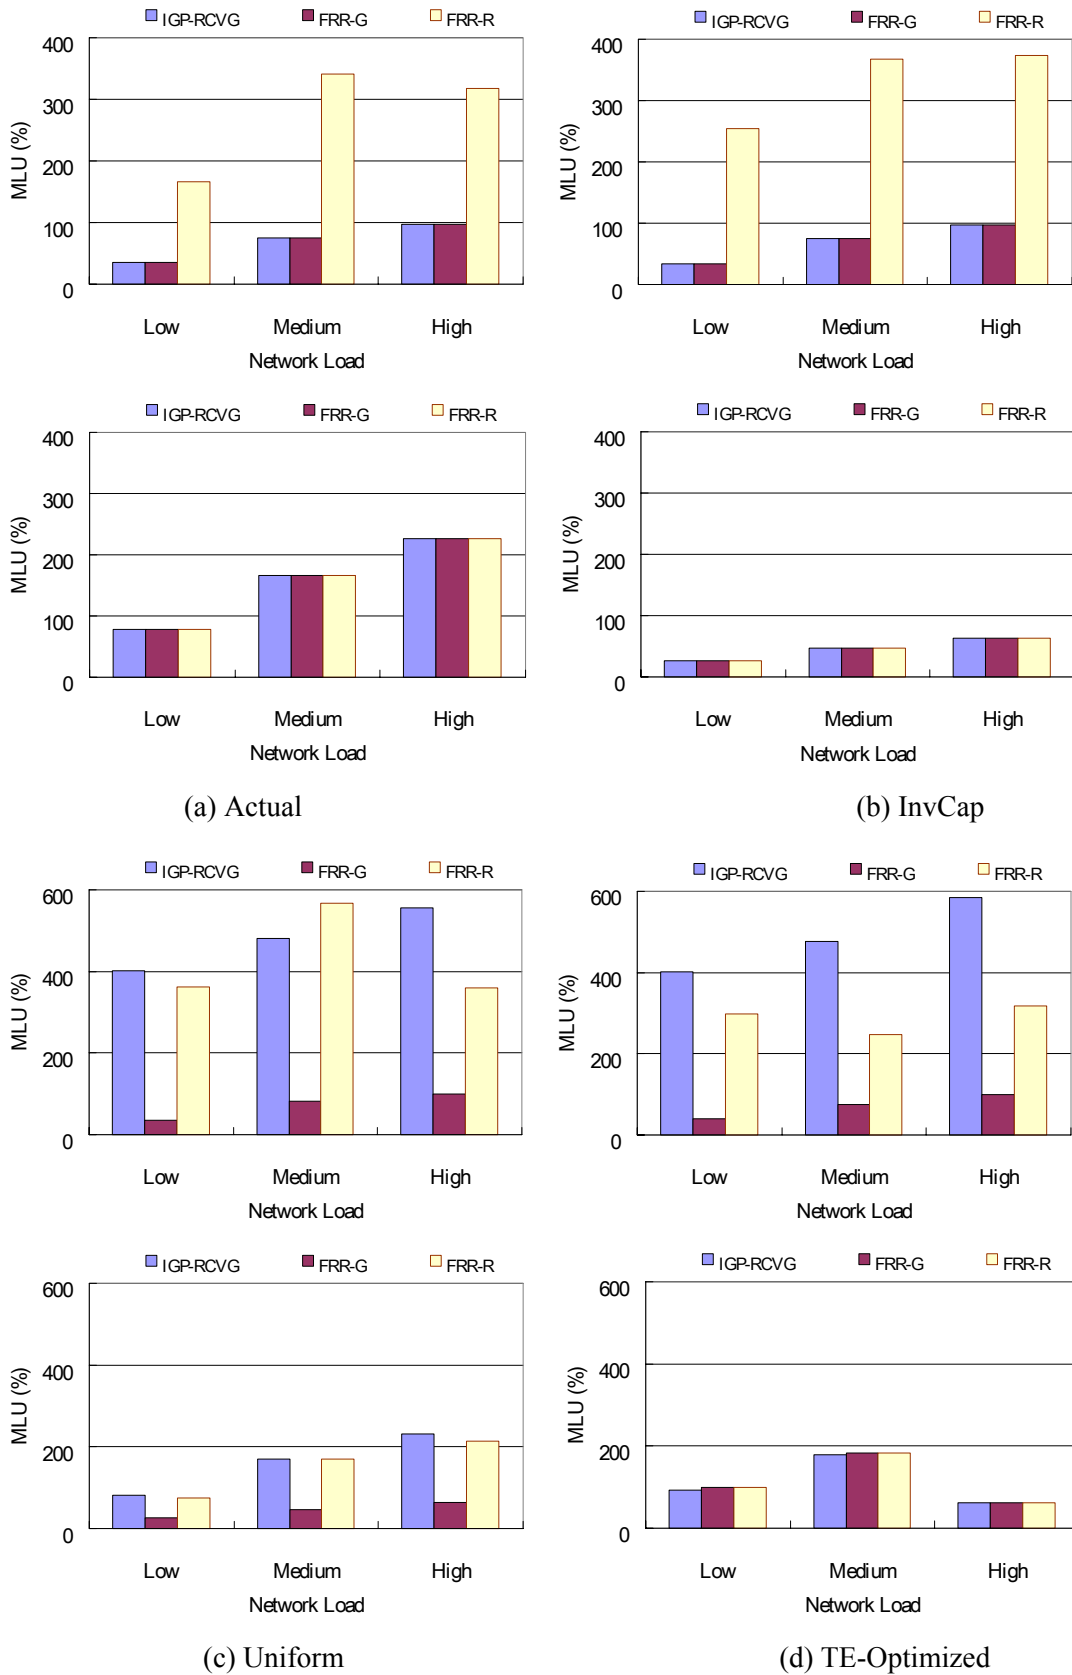 IGP-RCVG FRR-G FRR-R
400
300
200
100
0
MLU (%)
Low Medium High
Network Load
IGP-RCVG FRR-G FRR-R
400
300
200
100
0
MLU (%)
Low Medium High
Network Load
IGP-RCVG FRR-G FRR-R
400
300
200
100
0
MLU (%)
Low Medium High
Network Load
IGP-RCVG FRR-G FRR-R
400
300
200
100
0
MLU (%)
Low Medium High
Network Load
(a) Actual
(b) InvCap
IGP-RCVG FRR-G FRR-R
600
400
200
0
MLU (%)
Low Medium High
Network Load
IGP-RCVG FRR-G FRR-R
600
400
200
0
MLU (%)
Low Medium High
Network Load
IGP-RCVG FRR-G FRR-R
600
400
200
0
MLU (%)
Low Medium High
Network Load
IGP-RCVG FRR-G FRR-R
600
400
200
0
MLU (%)
Low Medium High
Network Load
(c) Uniform
(d) TE-Optimized